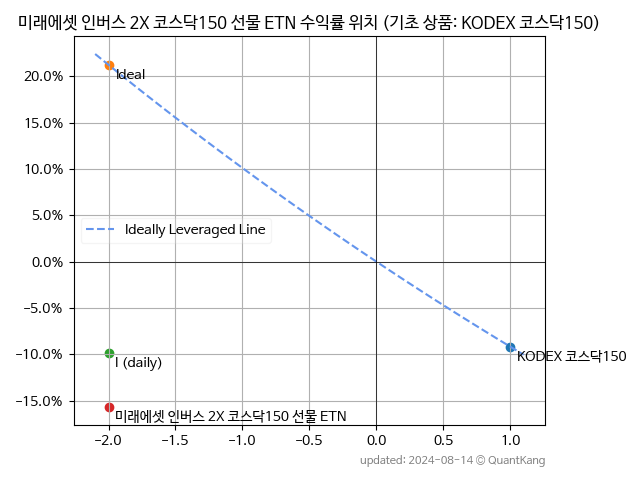 미래에셋 인버스 2X 코스닥150 선물 ETN 수익률 위치 (기초 상품: KODEX 코스닥150)
20.0%
15.0%
10.0%
5.0%
0.0%
−5.0%
−10.0%
−15.0%
Ideal
Ideally Leveraged Line
KODEX 코스닥150
I (daily)
미래에셋 인버스 2X 코스닥150 선물 ETN
−2.0 −1.5 −1.0 −0.5 0.0 0.5 1.0
updated: 2024-08-14 © QuantKang